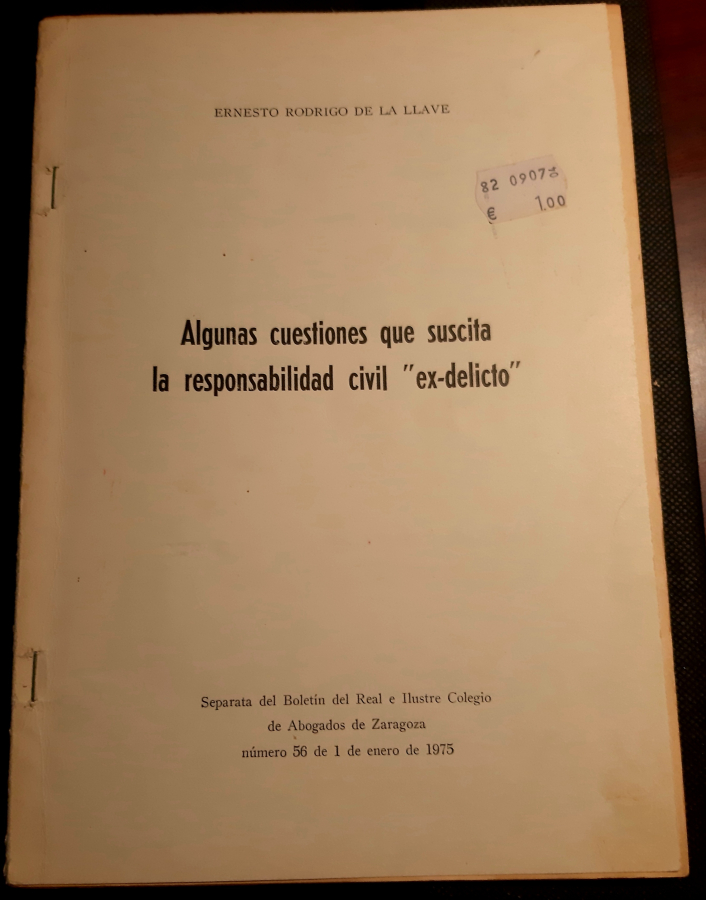 ERNESTO RODRIGO DE LA LLAVE
82 09078
€ 1.00
Algunas cuestiones que suscita
la responsabilidad civil "ex-delicto"
Separata del Boletín del Real e Ilustre Colegio
de Abogados de Zaragoza
número 56 de 1 de enero de 1975